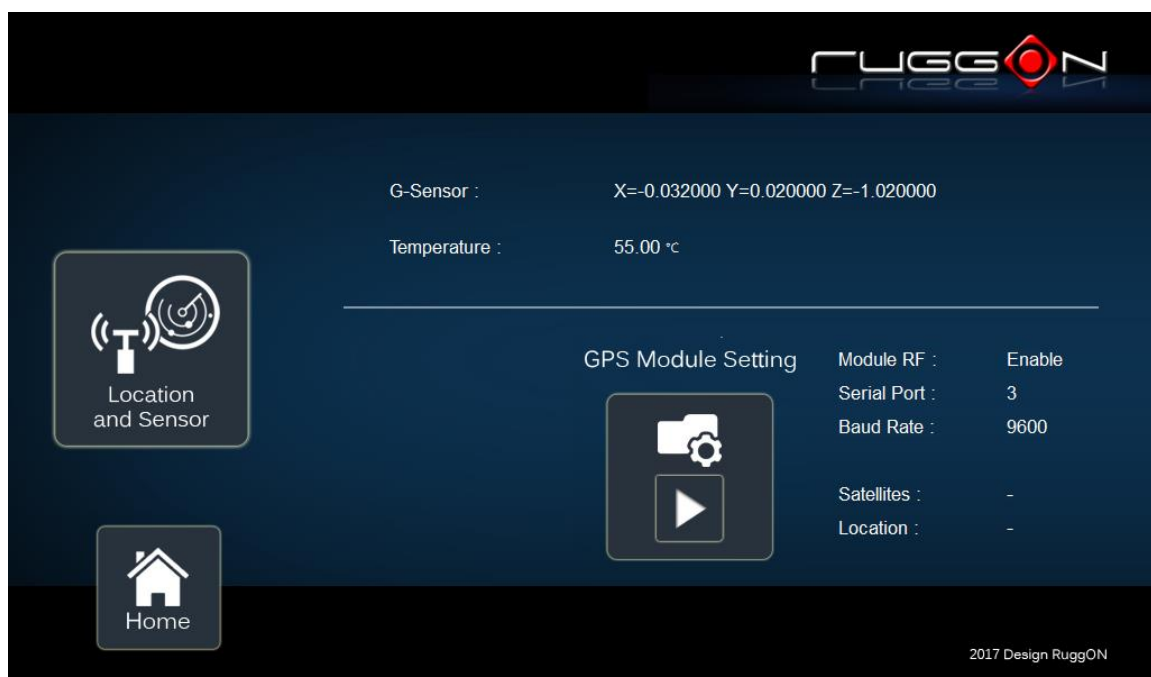 RUGGON
G-Sensor : X=-0.032000 Y=0.020000 Z=-1.020000
Temperature : 55.00 °C
Location
and Sensor
GPS Module Setting
Module RF : Enable
Serial Port : 3
Baud Rate : 9600
Satellites : -
Location : -
Home
2017 Design RuggON